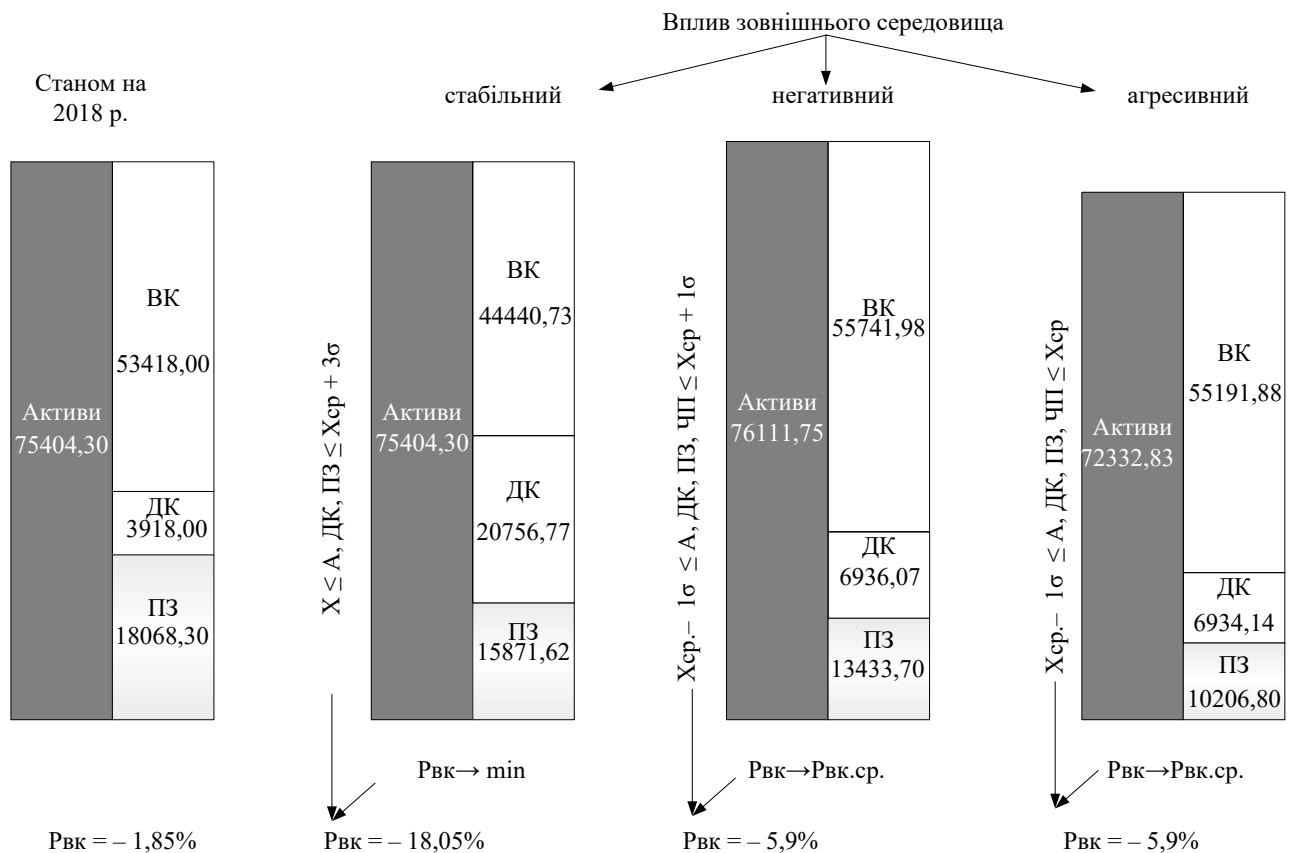 Вплив зовнішнього середовища
Станом на
2018 р.
стабільний
негативний
агресивний
Активи
75404,30
ВК
53418,00
ДК
3918,00
ПЗ
18068,30
X ≤ А, ДК, ПЗ ≤ Xср + 3σ
Активи
75404,30
ВК
44440,73
ДК
20756,77
ПЗ
15871,62
Xср.– 1σ ≤ А, ДК, ПЗ, ЧП ≤ Xср + 1σ
Активи
76111,75
ВК
55741,98
ДК
6936,07
ПЗ
13433,70
Xср.– 1σ ≤ А, ДК, ПЗ, ЧП ≤ Xср
Активи
72332,83
ВК
55191,88
ДК
6934,14
ПЗ
10206,80
Рвк→ min
Рвк→Рвк.ср.
Рвк→Рвк.ср.
Рвк = – 1,85%
Рвк = – 18,05%
Рвк = – 5,9%
Рвк = – 5,9%